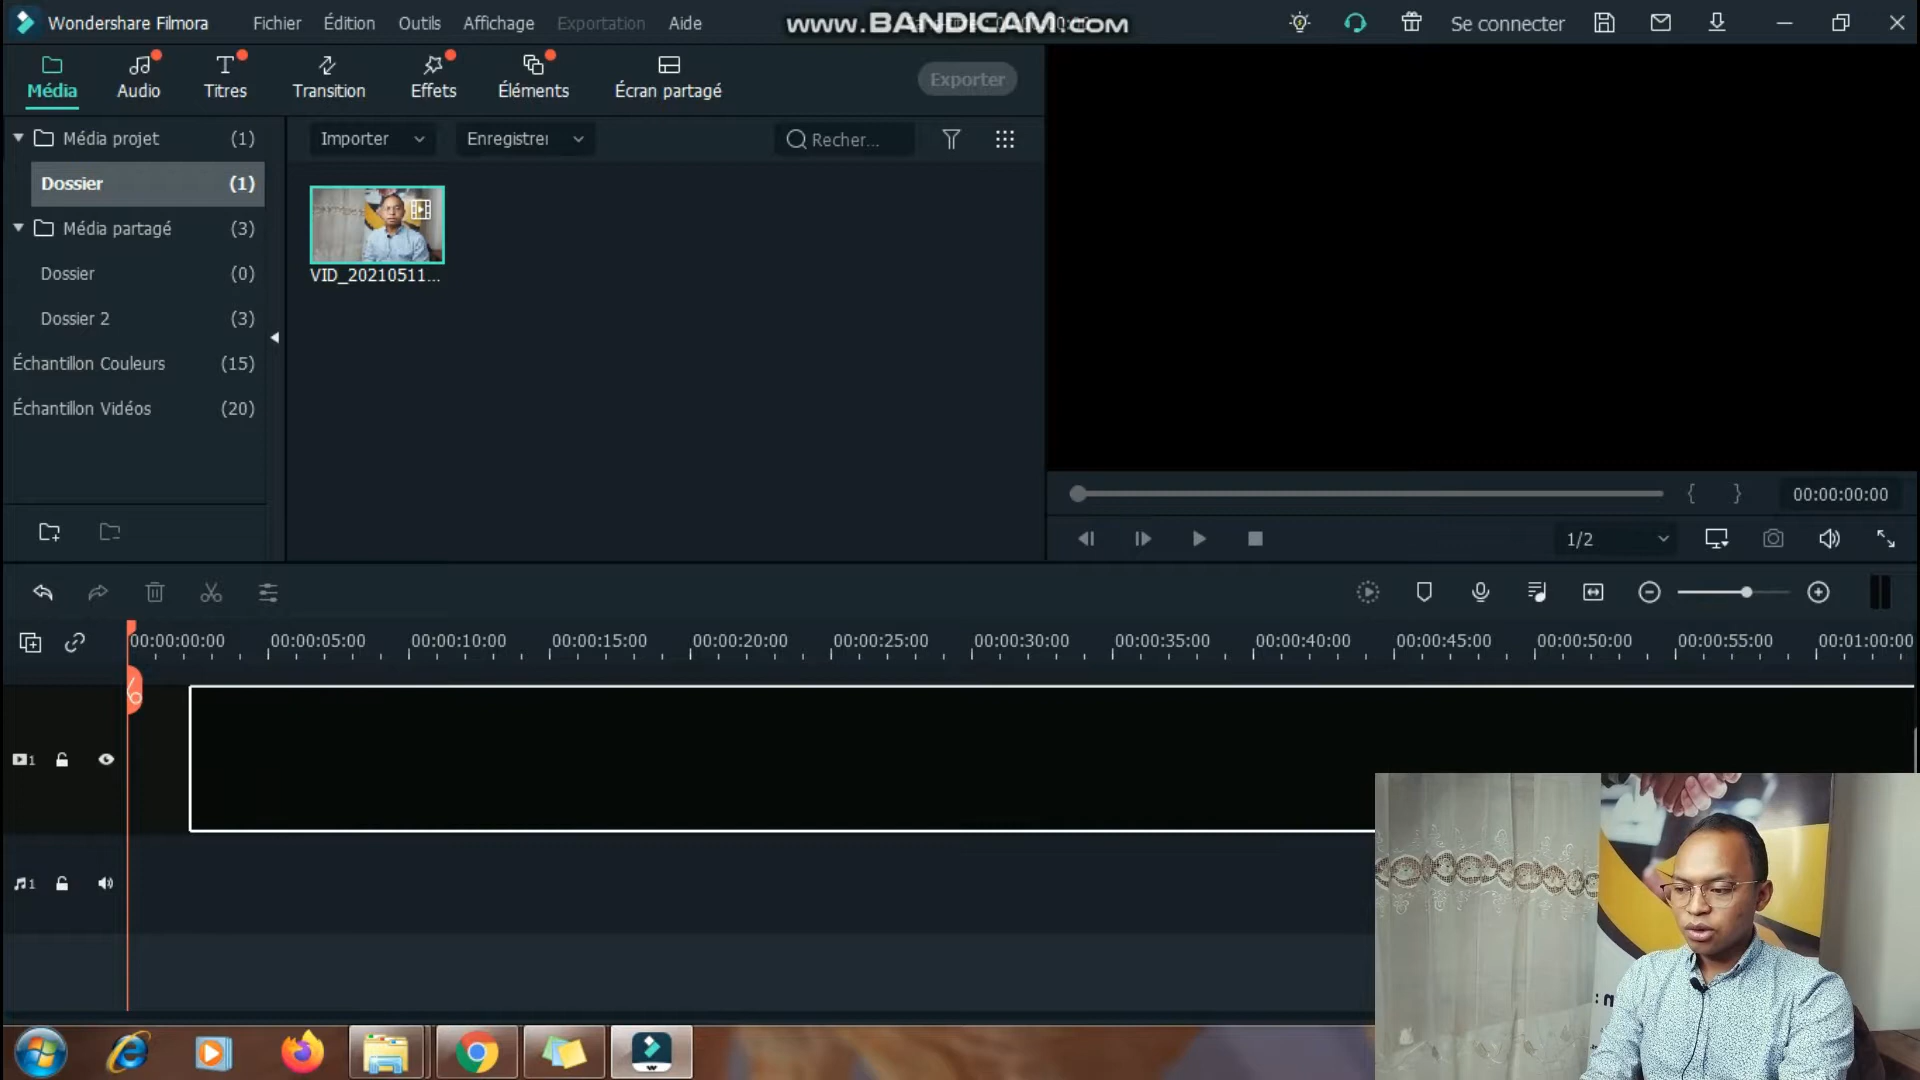 Wondershare Filmora
Fichier
Édition
Outils
Affichage
Exportation
Aide
www.BANDICAM.com
Se connecter
Média
Audio
Titres
Transition
Effets
Éléments
Écran partagé
Exporter
Média projet (1)
Dossier (1)
Média partagé (3)
Dossier (0)
Dossier 2 (3)
Échantillon Couleurs (15)
Échantillon Vidéos (20)
Importer
Enregistrer
Recher...
VID_20210511...
00:00:00:00
1/2
00:00:00:00
00:00:05:00
00:00:10:00
00:00:15:00
00:00:20:00
00:00:25:00
00:00:30:00
00:00:35:00
00:00:40:00
00:00:45:00
00:00:50:00
00:00:55:00
00:01:00:00
1
1